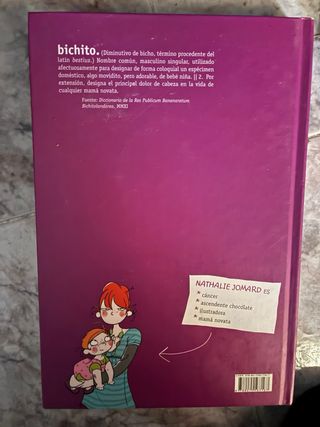 bichito. (Diminutivo de bicho, término procedente del
latín bestius.) Nombre común, masculino singular, utilizado
afectuosamente para designar de forma coloquial un espécimen
doméstico, algo movidito, pero adorable, de bebé niña. || 2. Por
extensión, designa el principal dolor de cabeza en la vida de
cualquier mamá novata.
Fuente: Diccionario de la Res Publicum Bananaretum
Bichitolandárea, MMXI
NATHALIE JOMARD ES
* cáncer
* ascendente chocolate
* ilustradora
* mamá novata